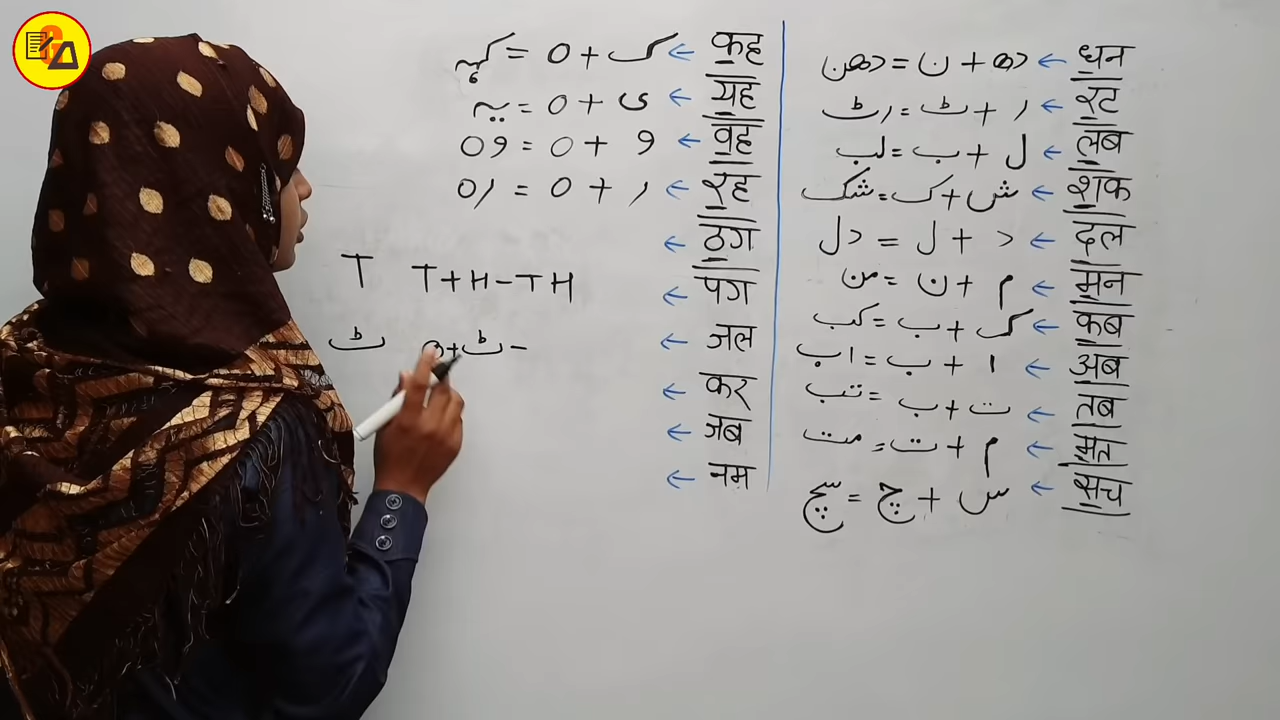 धन ← دھ + ن = دھن
रट ← ر + ٹ = رٹ
लब ← ل + ب = لب
शक ← ش + ک = شک
दल ← د + ل = دل
मन ← م + ن = من
कब ← ک + ب = کب
अब ← ا + ب = اب
तब ← ت + ب = تب
मत ← م + ت = مت
सच ← س + چ = سچ
कह ← ک + ہ = کہہ
यह ← ی + ہ = یہ
वह ← و + ہ = وہ
रह ← ر + ہ = رہ
ठग ←
पग ←
जल ←
कर ←
जब ←
नम ←
T T + H - TH
ٹ - ٹ +